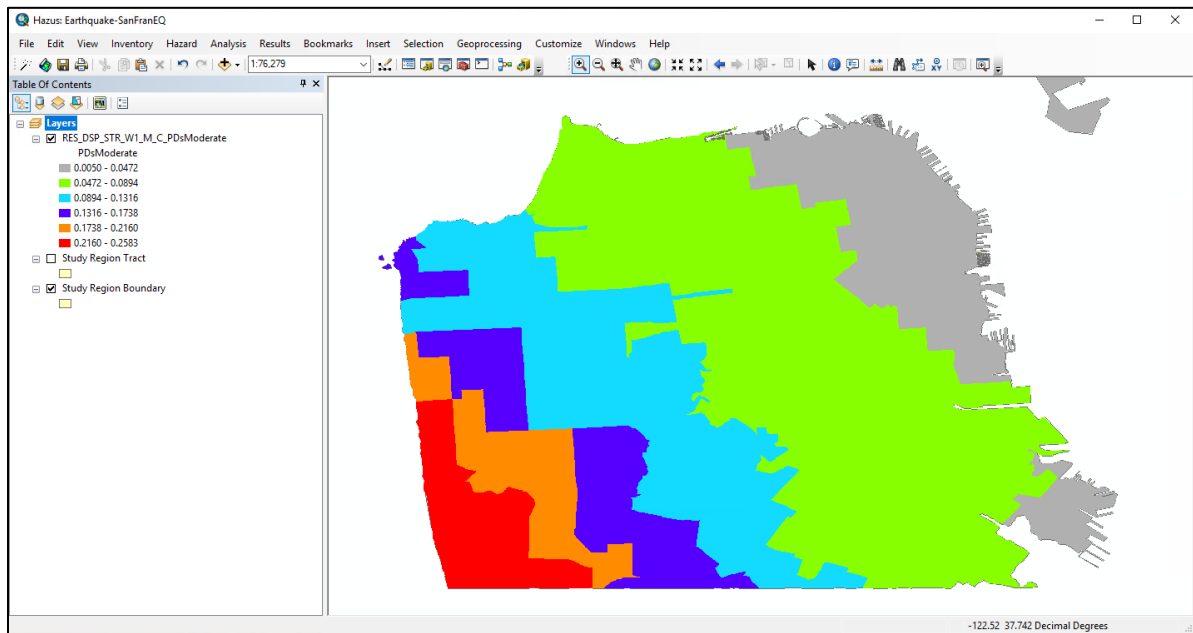 Hazus: Earthquake-SanFranEQ
File Edit View Inventory Hazard Analysis Results Bookmarks Insert Selection Geoprocessing Customize Windows Help
1:76,279
Table Of Contents
Layers
RES_DSP_STR_W1_M_C_PDsModerate
PDsModerate
0.0050 - 0.0472
0.0472 - 0.0894
0.0894 - 0.1316
0.1316 - 0.1738
0.1738 - 0.2160
0.2160 - 0.2583
Study Region Tract
Study Region Boundary
-122.52 37.742 Decimal Degrees